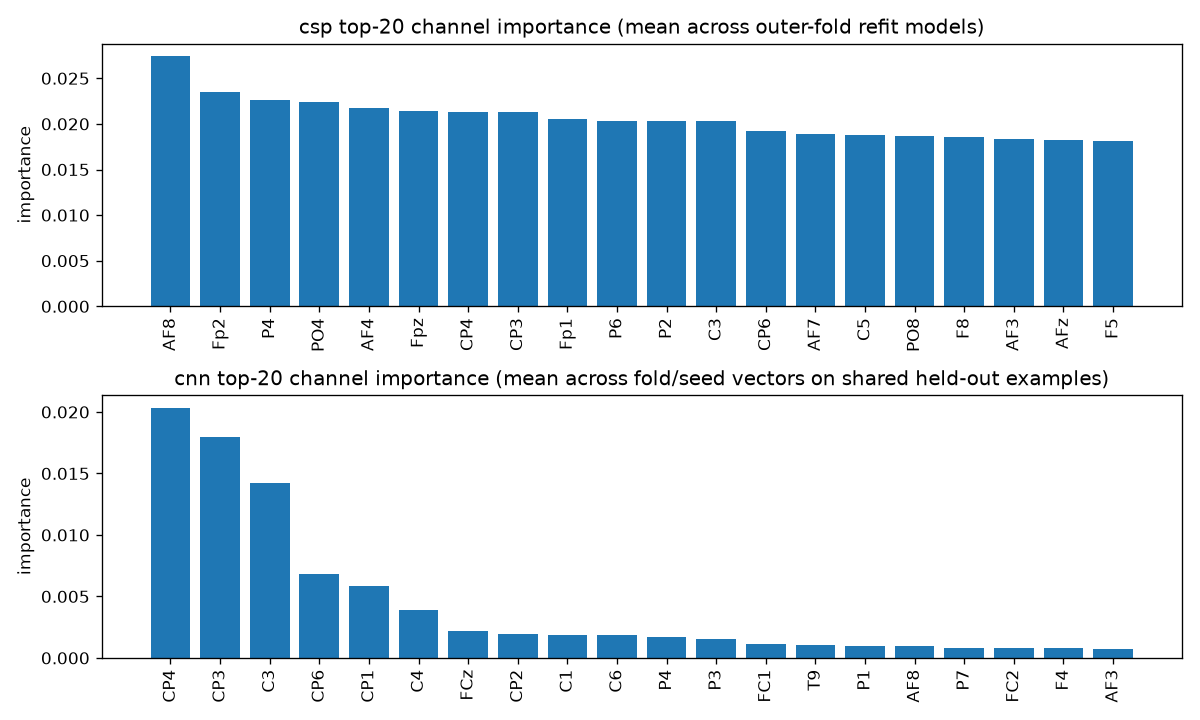 csp top-20 channel importance (mean across outer-fold refit models)
importance
0.025
0.020
0.015
0.010
0.005
0.000
AF8 Fp2 P4 PO4 AF4 Fpz CP4 CP3 Fp1 P6 P2 C3 CP6 AF7 C5 PO8 F8 AF3 AFz F5
cnn top-20 channel importance (mean across fold/seed vectors on shared held-out examples)
importance
0.020
0.015
0.010
0.005
0.000
CP4 CP3 C3 CP6 CP1 C4 FCz CP2 C1 C6 P4 P3 FC1 T9 P1 AF8 P7 FC2 F4 AF3